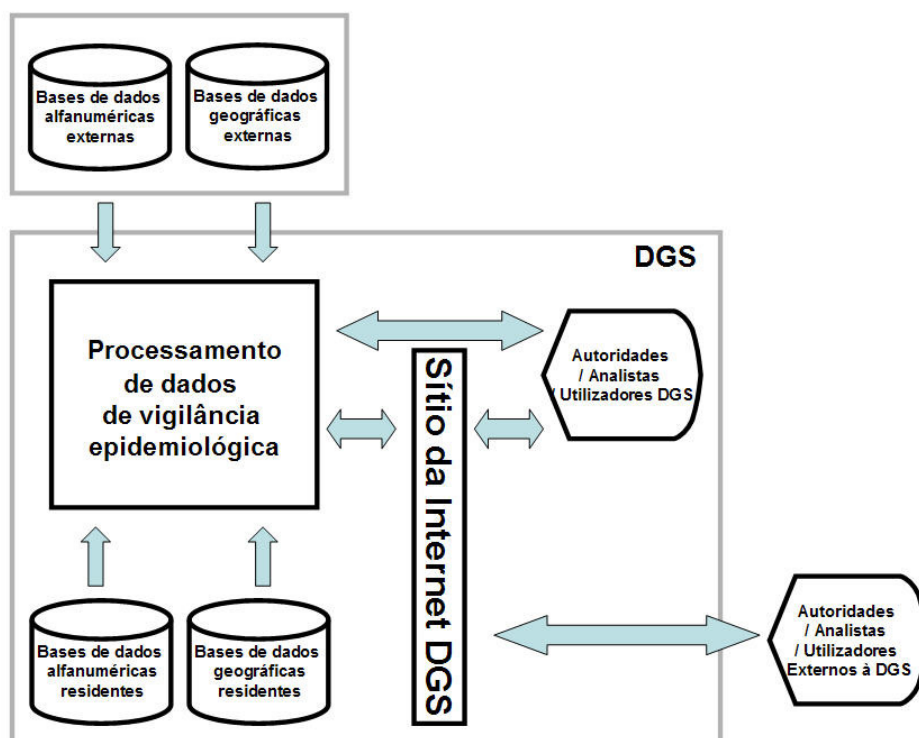 Bases de dados
alfanuméricas
externas
Bases de dados
geográficas
externas
DGS
Processamento
de dados
de vigilância
epidemiológica
Sítio da Internet DGS
Autoridades
/ Analistas
/ Utilizadores DGS
Bases de dados
alfanuméricas
residentes
Bases de dados
geográficas
residentes
Autoridades
/ Analistas
/ Utilizadores
Externos à DGS